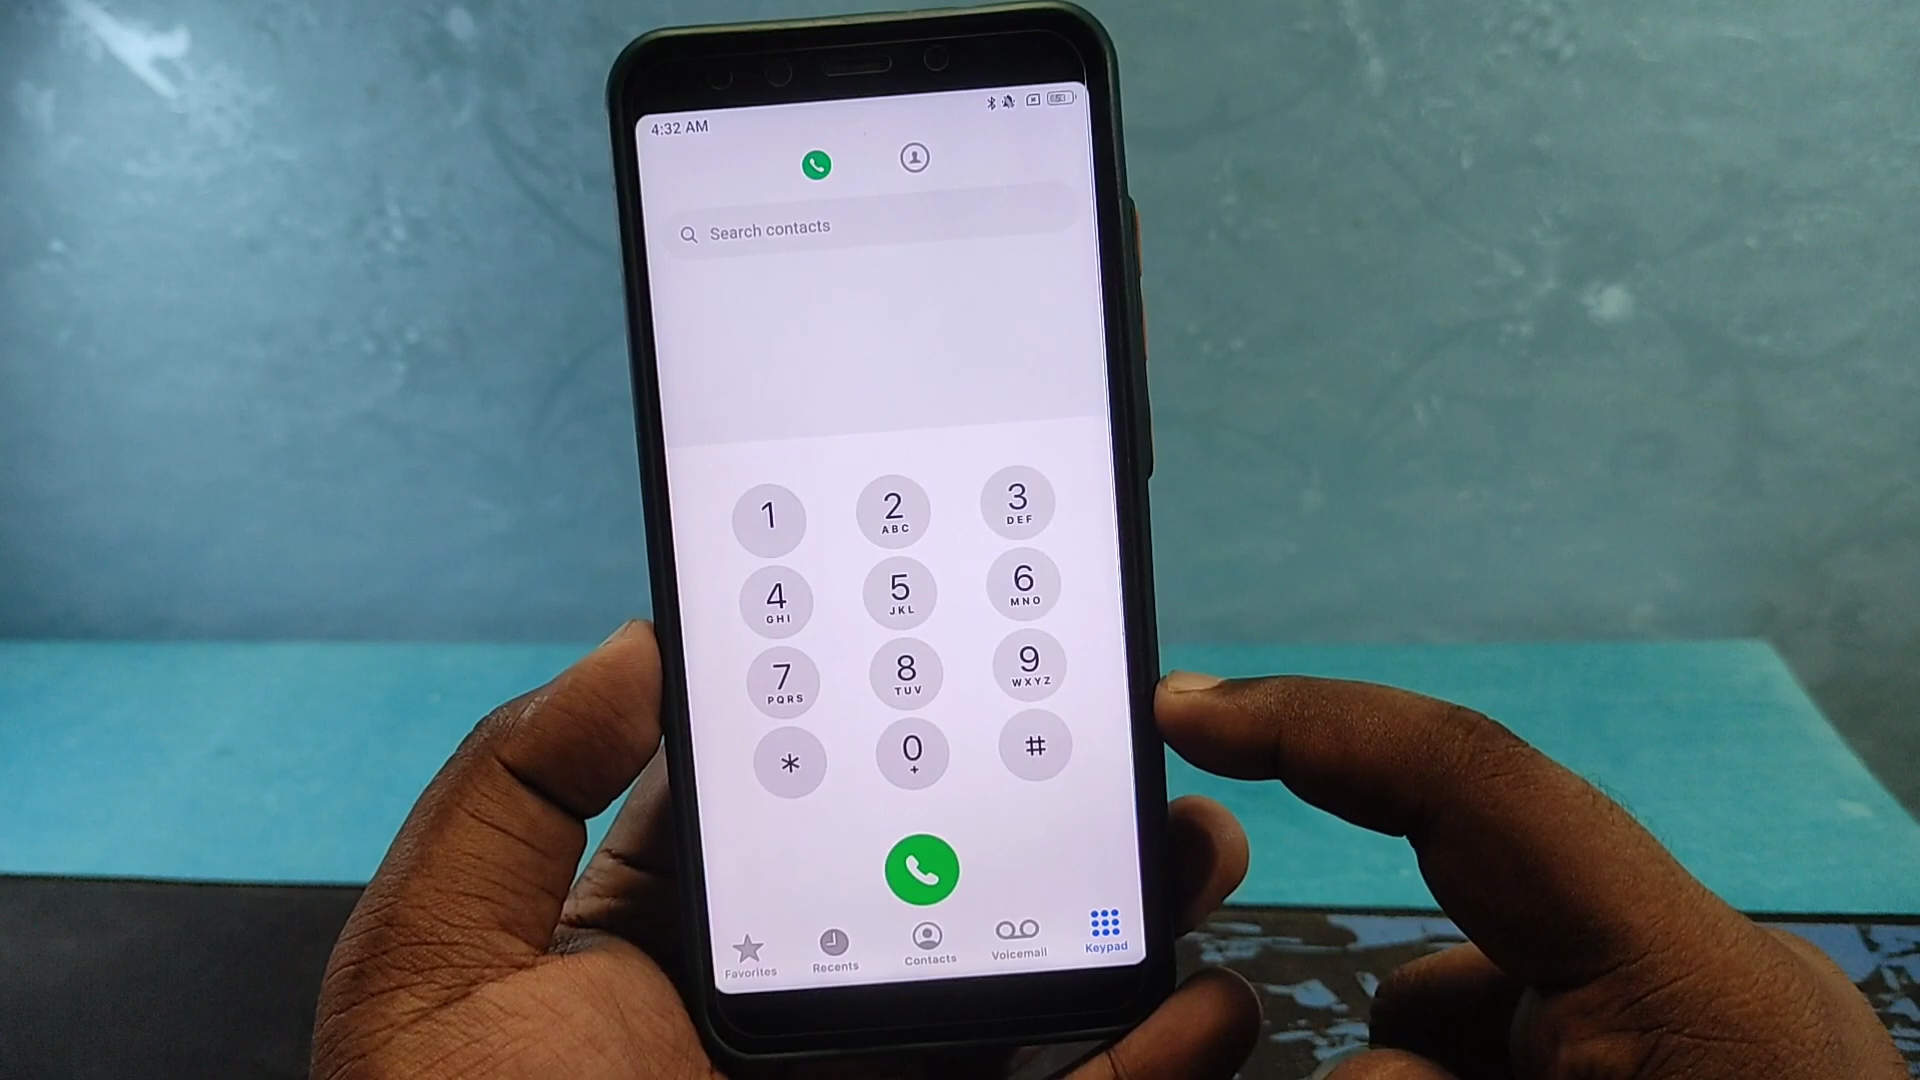 4:32 AM
Search contacts
1
2
ABC
3
DEF
4
GHI
5
JKL
6
MNO
7
PQRS
8
TUV
9
WXYZ
*
0
+
#
Favorites
Recents
Contacts
Voicemail
Keypad